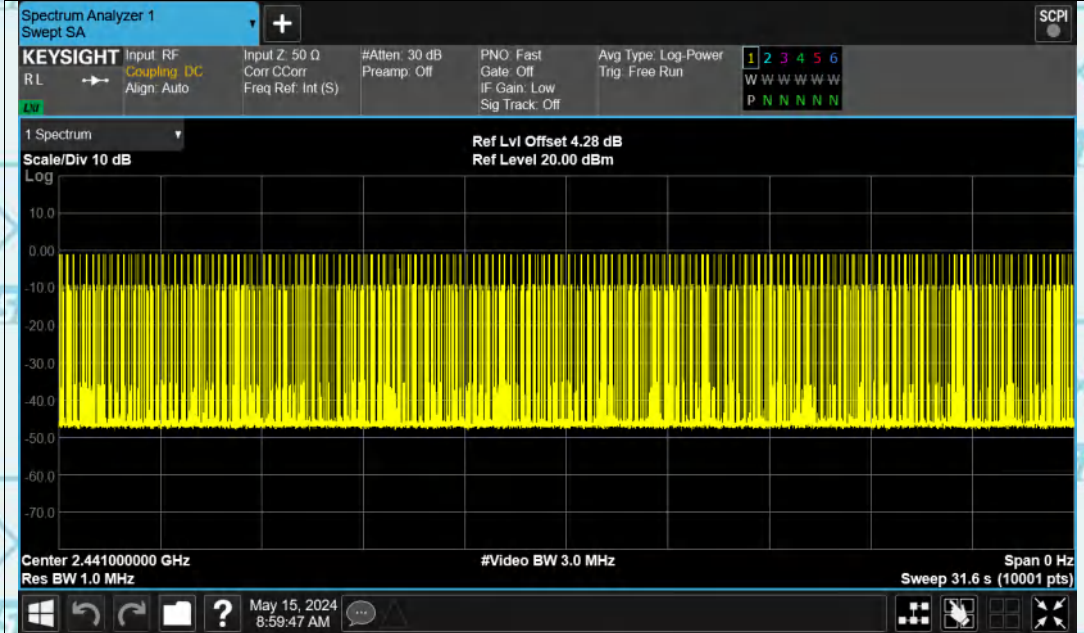 Spectrum Analyzer 1
Swept SA
+
SCPI
KEYSIGHT
R L
LXI
Input: RF
Coupling: DC
Align: Auto
Input Z: 50 Ω
Corr CCorr
Freq Ref: Int (S)
#Atten: 30 dB
Preamp: Off
PNO: Fast
Gate: Off
IF Gain: Low
Sig Track: Off
Avg Type: Log-Power
Trig: Free Run
1 2 3 4 5 6
W W W W W W
P N N N N N
1 Spectrum
Scale/Div 10 dB
Ref Lvl Offset 4.28 dB
Ref Level 20.00 dBm
Log
10.0
0.00
-10.0
-20.0
-30.0
-40.0
-50.0
-60.0
-70.0
Center 2.441000000 GHz
#Video BW 3.0 MHz
Span 0 Hz
Res BW 1.0 MHz
Sweep 31.6 s (10001 pts)
?
May 15, 2024
8:59:47 AM